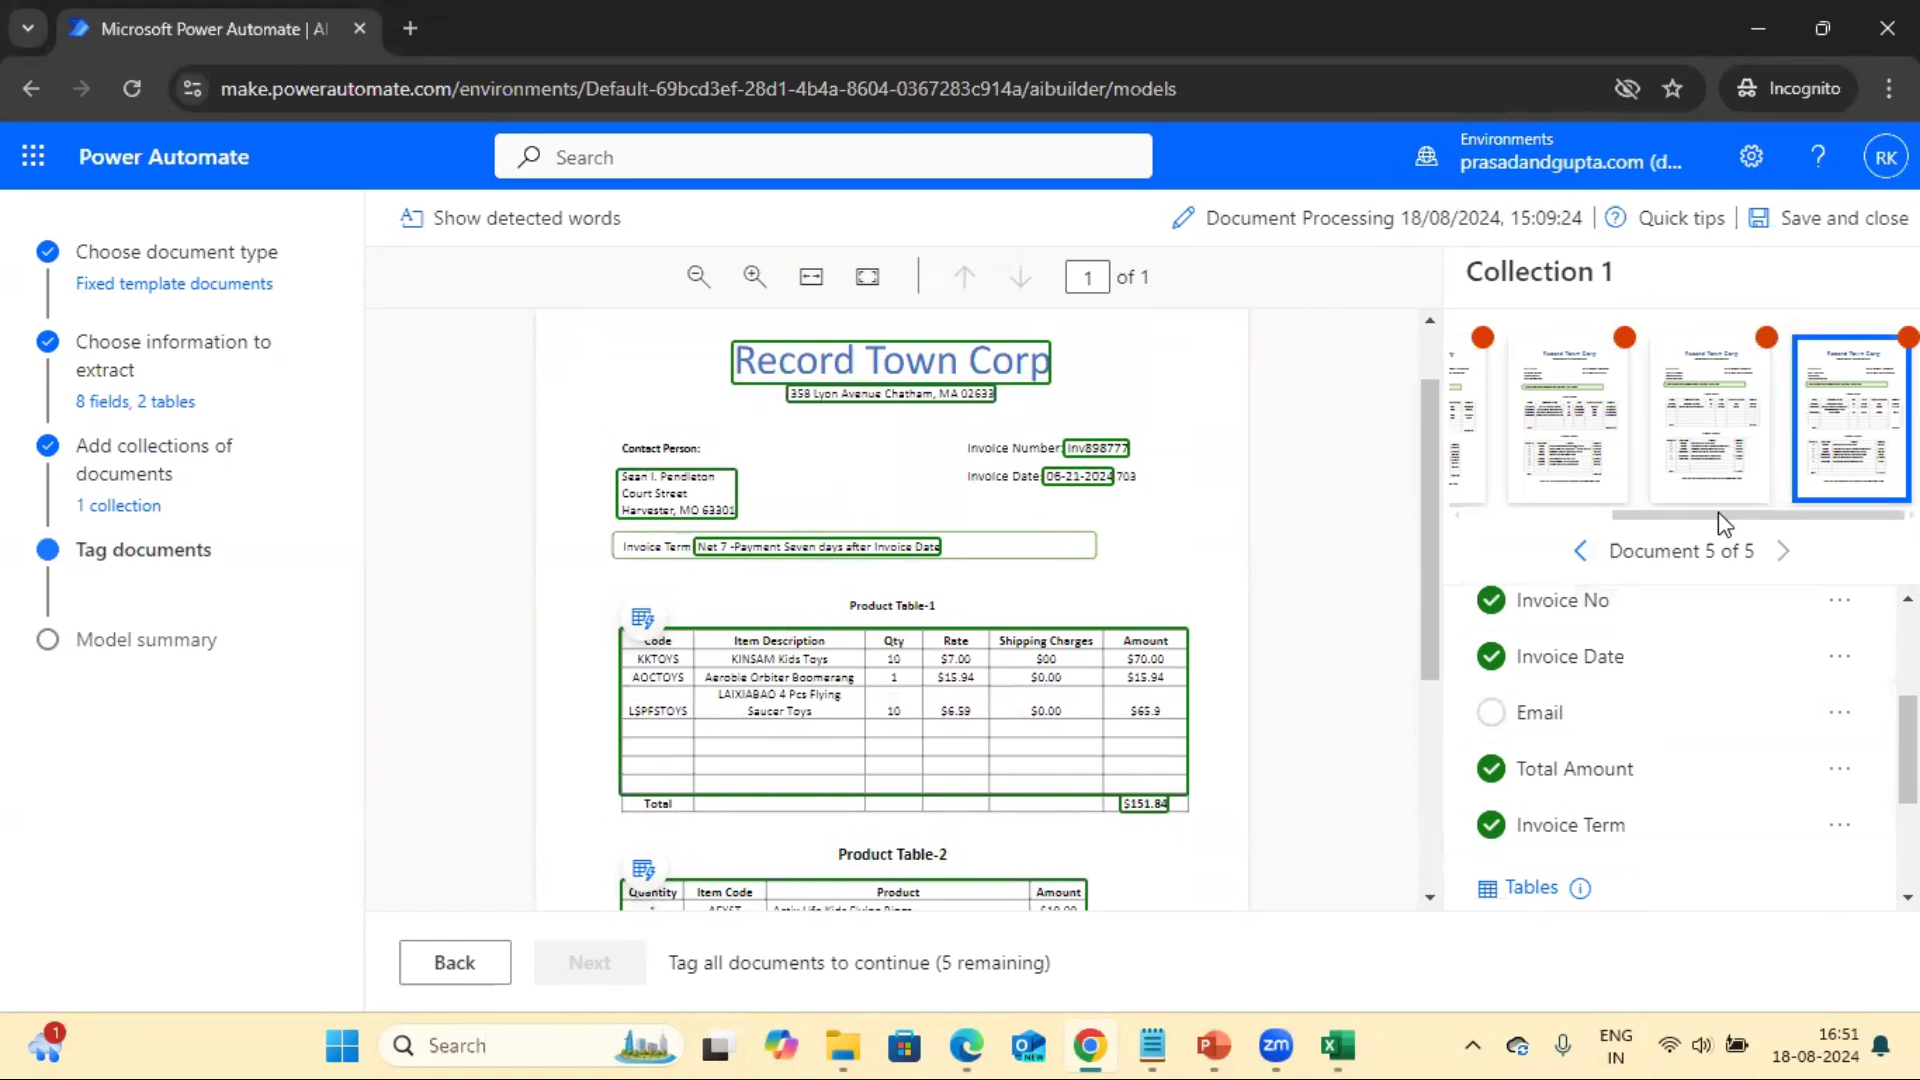 Microsoft Power Automate | AI
make.powerautomate.com/environments/Default-69bcd3ef-28d1-4b4a-8604-0367283c914a/aibuilder/models
Incognito
Power Automate
Search
Environments
prasadandgupta.com (d...
RK
Show detected words
Document Processing 18/08/2024, 15:09:24
Quick tips
Save and close
Choose document type
Fixed template documents
Choose information to
extract
8 fields, 2 tables
Add collections of
documents
1 collection
Tag documents
Model summary
1 of 1
Record Town Corp
358 Lyon Avenue Chatham, MA 02633
Contact Person:
Sean I. Pendleton
Court Street
Harvester, MO 63301
Invoice Number: Inv898777
Invoice Date: 06-21-2024 703
Invoice Term Net 7 -Payment Seven days after Invoice Date
Product Table-1
Code Item Description Qty Rate Shipping Charges Amount
KKTOYS KINSAM Kids Toys 10 $7.00 $00 $70.00
AOCTOYS Aerobie Orbiter Boomerang 1 $15.94 $0.00 $15.94
LAIXIABAO 4 Pcs Flying
L$PFSTOYS Saucer Toys 10 $6.59 $0.00 $65.9
Total $151.84
Product Table-2
Quantity Item Code Product Amount
Collection 1
Document 5 of 5
Invoice No
Invoice Date
Email
Total Amount
Invoice Term
Tables
Back
Next
Tag all documents to continue (5 remaining)
1
Search
ENG
IN
16:51
18-08-2024